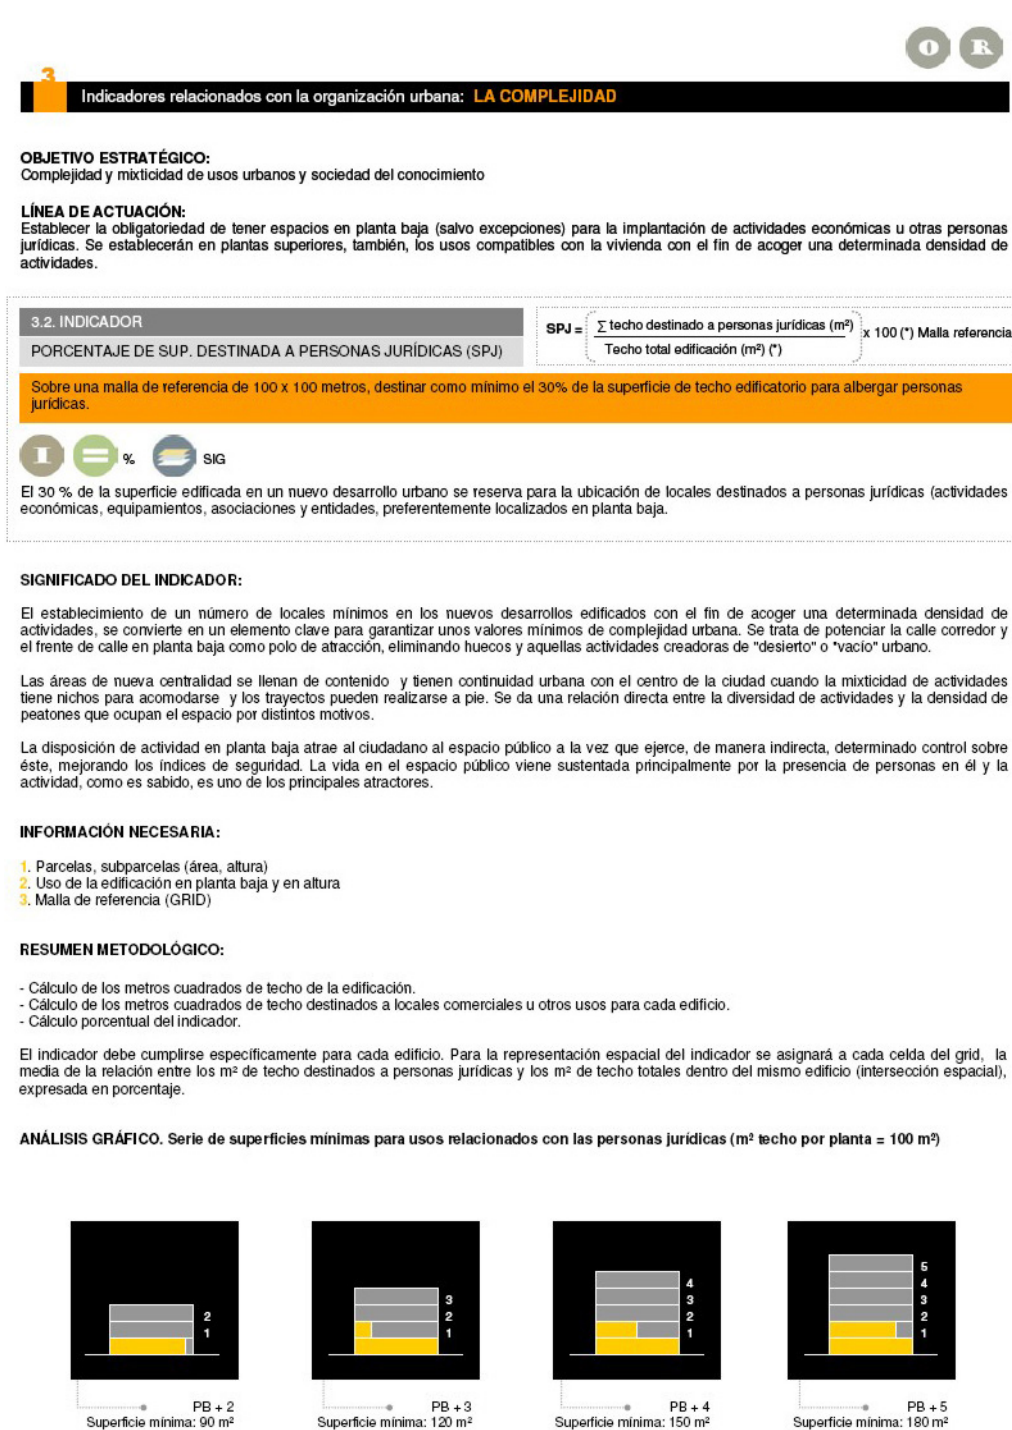 O R
3
Indicadores relacionados con la organización urbana: LA COMPLEJIDAD
OBJETIVO ESTRATÉGICO:
Complejidad y mixticidad de usos urbanos y sociedad del conocimiento
LÍNEA DE ACTUACIÓN:
Establecer la obligatoriedad de tener espacios en planta baja (salvo excepciones) para la implantación de actividades económicas u otras personas
jurídicas. Se establecerán en plantas superiores, también, los usos compatibles con la vivienda con el fin de acoger una determinada densidad de
actividades.
3.2. INDICADOR
PORCENTAJE DE SUP. DESTINADA A PERSONAS JURÍDICAS (SPJ)
SPJ = ∑ techo destinado a personas jurídicas (m²)
Techo total edificación (m²) (*)
x 100 (*) Malla referencia
Sobre una malla de referencia de 100 x 100 metros, destinar como mínimo el 30% de la superficie de techo edificatorio para albergar personas
jurídicas.
I = % SIG
El 30 % de la superficie edificada en un nuevo desarrollo urbano se reserva para la ubicación de locales destinados a personas jurídicas (actividades
económicas, equipamientos, asociaciones y entidades, preferentemente localizados en planta baja.
SIGNIFICADO DEL INDICADOR:
El establecimiento de un número de locales mínimos en los nuevos desarrollos edificados con el fin de acoger una determinada densidad de
actividades, se convierte en un elemento clave para garantizar unos valores mínimos de complejidad urbana. Se trata de potenciar la calle corredor y
el frente de calle en planta baja como polo de atracción, eliminando huecos y aquellas actividades creadoras de "desierto" o "vacío" urbano.
Las áreas de nueva centralidad se llenan de contenido y tienen continuidad urbana con el centro de la ciudad cuando la mixticidad de actividades
tiene nichos para acomodarse y los trayectos pueden realizarse a pie. Se da una relación directa entre la diversidad de actividades y la densidad de
peatones que ocupan el espacio por distintos motivos.
La disposición de actividad en planta baja atrae al ciudadano al espacio público a la vez que ejerce, de manera indirecta, determinado control sobre
éste, mejorando los índices de seguridad. La vida en el espacio público viene sustentada principalmente por la presencia de personas en él y la
actividad, como es sabido, es uno de los principales atractores.
INFORMACIÓN NECESARIA:
1. Parcelas, subparcelas (área, altura)
2. Uso de la edificación en planta baja y en altura
3. Malla de referencia (GRID)
RESUMEN METODOLÓGICO:
- Cálculo de los metros cuadrados de techo de la edificación.
- Cálculo de los metros cuadrados de techo destinados a locales comerciales u otros usos para cada edificio.
- Cálculo porcentual del indicador.
El indicador debe cumplirse específicamente para cada edificio. Para la representación espacial del indicador se asignará a cada celda del grid, la
media de la relación entre los m² de techo destinados a personas jurídicas y los m² de techo totales dentro del mismo edificio (intersección espacial),
expresada en porcentaje.
ANÁLISIS GRÁFICO. Serie de superficies mínimas para usos relacionados con las personas jurídicas (m² techo por planta = 100 m²)
2
1
PB + 2
Superficie mínima: 90 m²
3
2
1
PB + 3
Superficie mínima: 120 m²
4
3
2
1
PB + 4
Superficie mínima: 150 m²
5
4
3
2
1
PB + 5
Superficie mínima: 180 m²